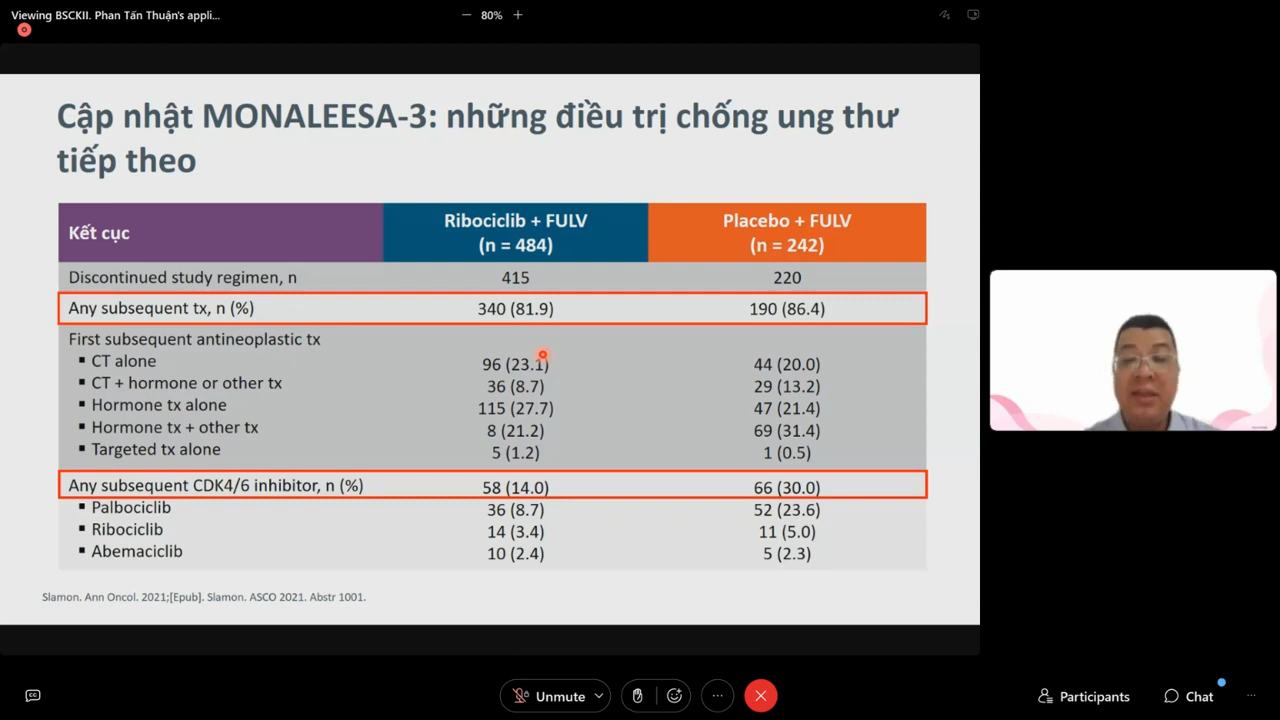 Viewing BSCKII. Phan Tấn Thuận's appli...
80%
Cập nhật MONALEESA-3: những điều trị chống ung thư
tiếp theo
Kết cục
Ribociclib + FULV
(n = 484)
Placebo + FULV
(n = 242)
Discontinued study regimen, n 415 220
Any subsequent tx, n (%) 340 (81.9) 190 (86.4)
First subsequent antineoplastic tx
▪ CT alone 96 (23.1) 44 (20.0)
▪ CT + hormone or other tx 36 (8.7) 29 (13.2)
▪ Hormone tx alone 115 (27.7) 47 (21.4)
▪ Hormone tx + other tx 8 (21.2) 69 (31.4)
▪ Targeted tx alone 5 (1.2) 1 (0.5)
Any subsequent CDK4/6 inhibitor, n (%) 58 (14.0) 66 (30.0)
▪ Palbociclib 36 (8.7) 52 (23.6)
▪ Ribociclib 14 (3.4) 11 (5.0)
▪ Abemaciclib 10 (2.4) 5 (2.3)
Slamon. Ann Oncol. 2021;[Epub]. Slamon. ASCO 2021. Abstr 1001.
CC
Unmute
Participants
Chat